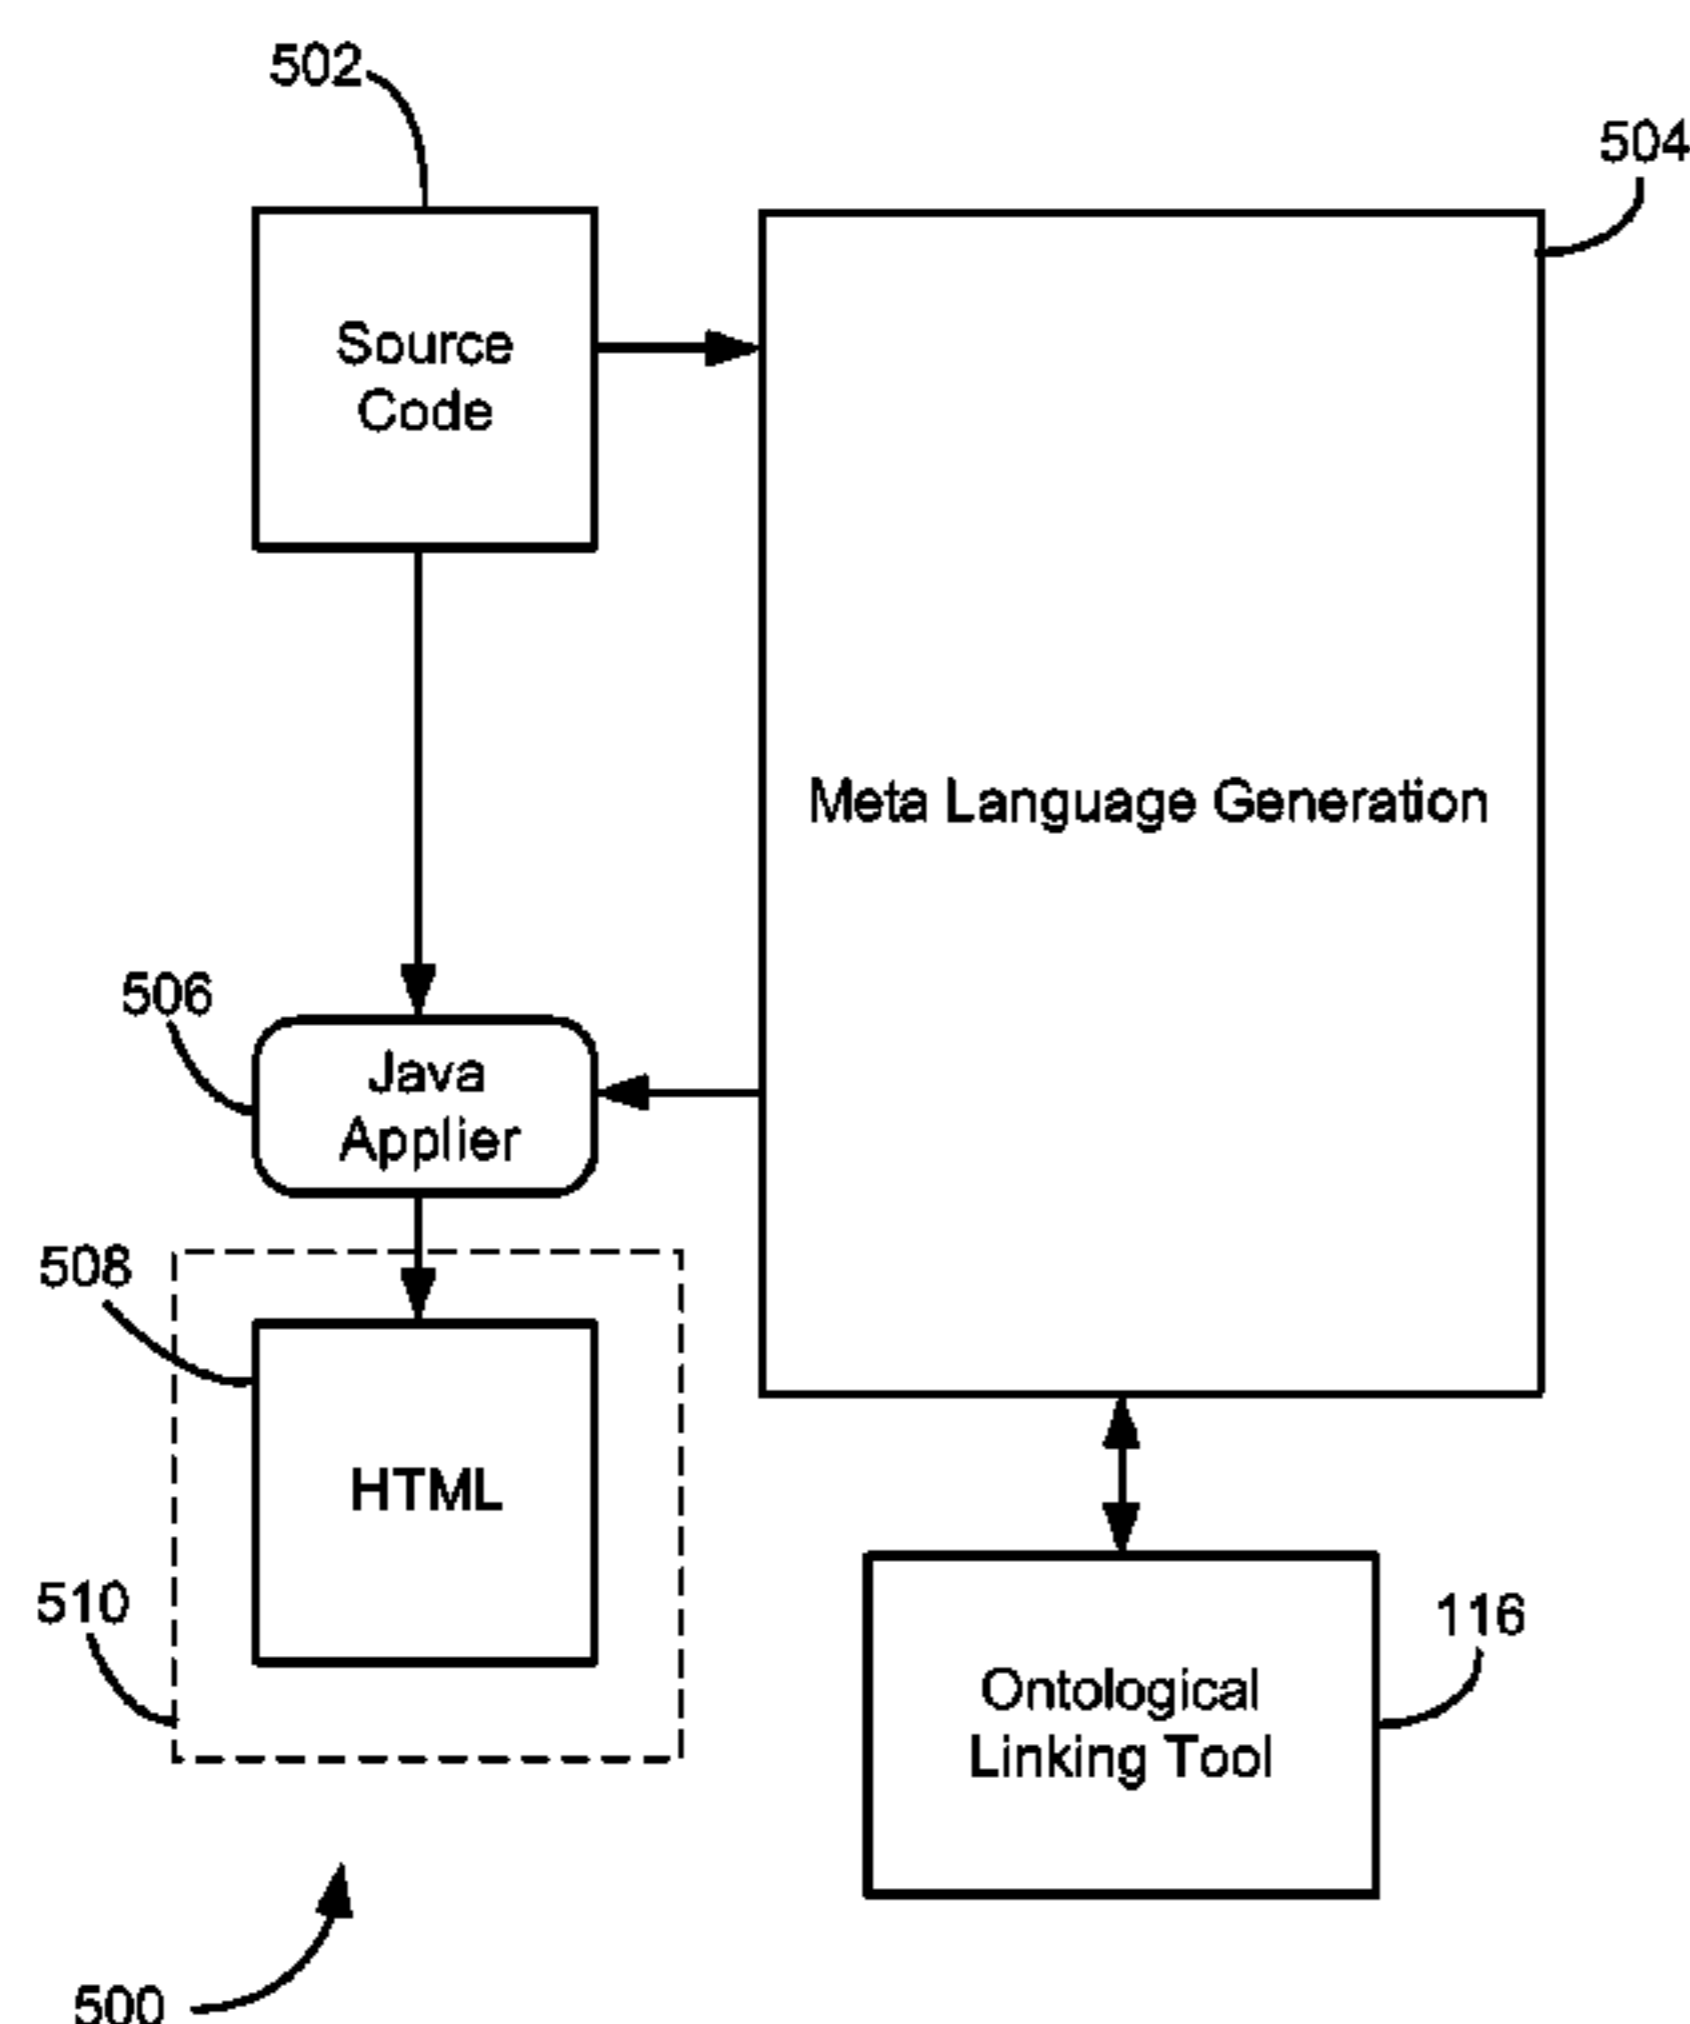 502
504
Source
Code
Meta Language Generation
506
Java
Applier
508
HTML
510
116
Ontological
Linking Tool
500